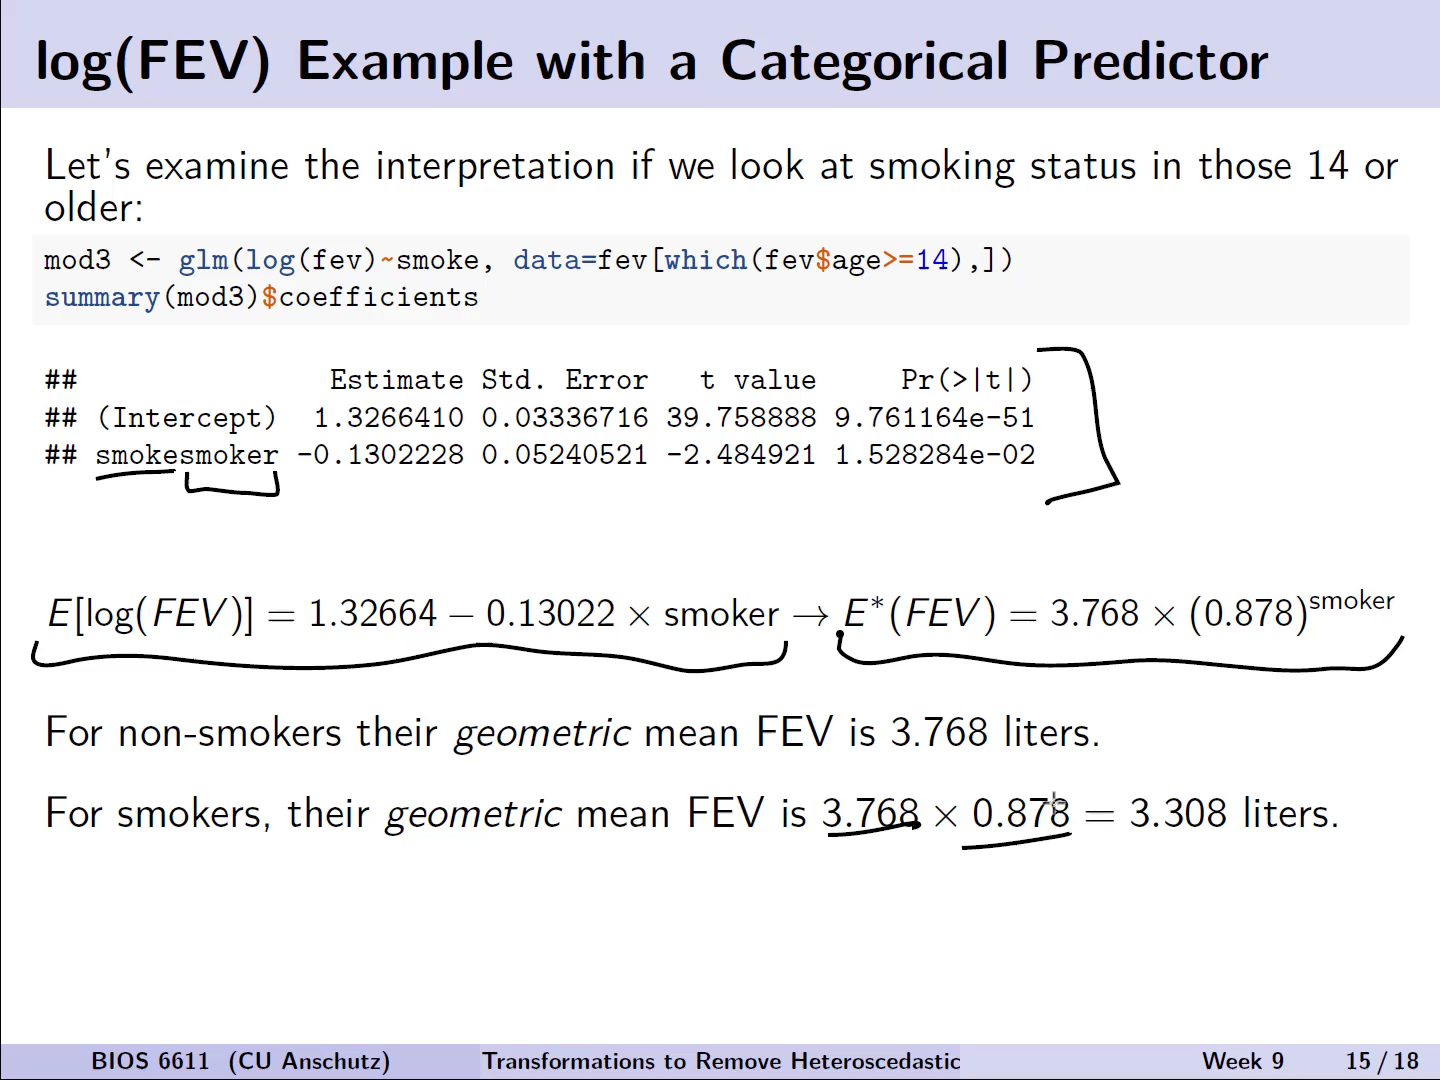 log(FEV) Example with a Categorical Predictor
Let's examine the interpretation if we look at smoking status in those 14 or
older:
mod3 <- glm(log(fev)~smoke, data=fev[which(fev$age>=14),])
summary(mod3)$coefficients
## Estimate Std. Error t value Pr(>|t|)
## (Intercept) 1.3266410 0.03336716 39.758888 9.761164e-51
## smokesmoker -0.1302228 0.05240521 -2.484921 1.528284e-02
E[log(FEV)] = 1.32664 − 0.13022 × smoker → E*(FEV) = 3.768 × (0.878)^smoker
For non-smokers their geometric mean FEV is 3.768 liters.
For smokers, their geometric mean FEV is 3.768 × 0.878 = 3.308 liters.
BIOS 6611 (CU Anschutz) Transformations to Remove Heteroscedastic Week 9 15 / 18